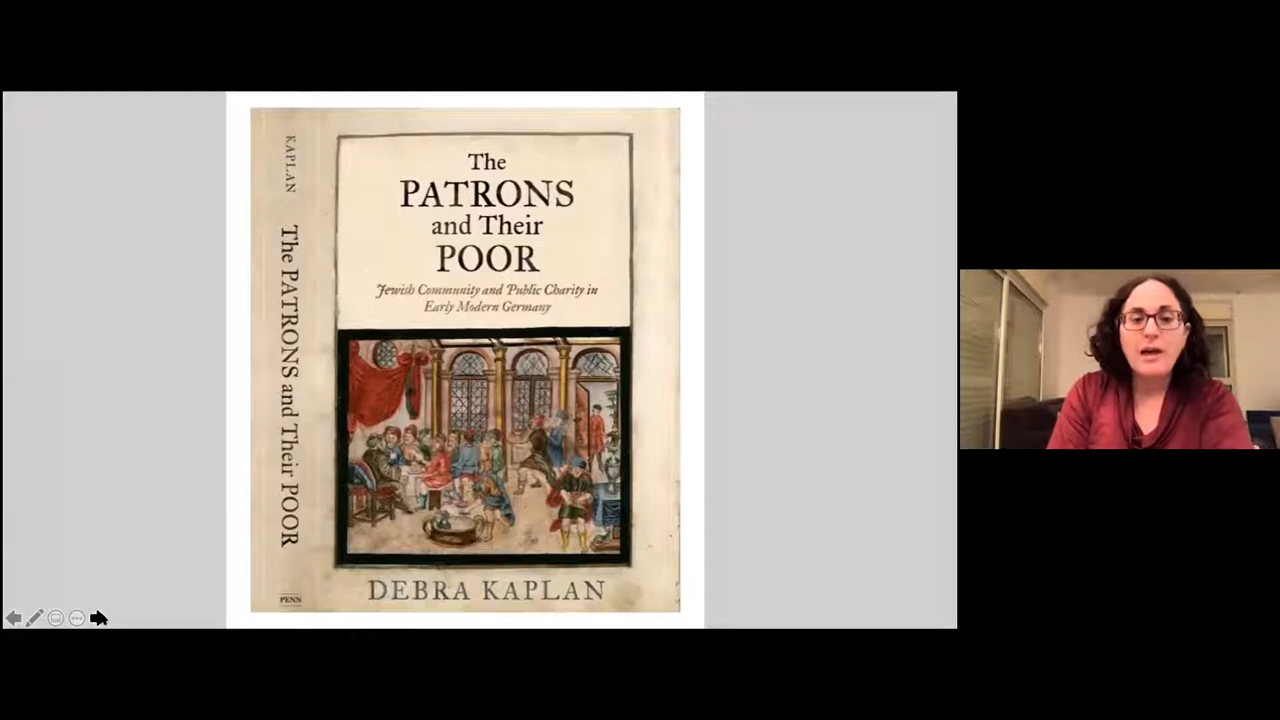 KAPLAN
The PATRONS and Their POOR
PENN
The
PATRONS
and Their
POOR
Jewish Community and Public Charity in
Early Modern Germany
DEBRA KAPLAN